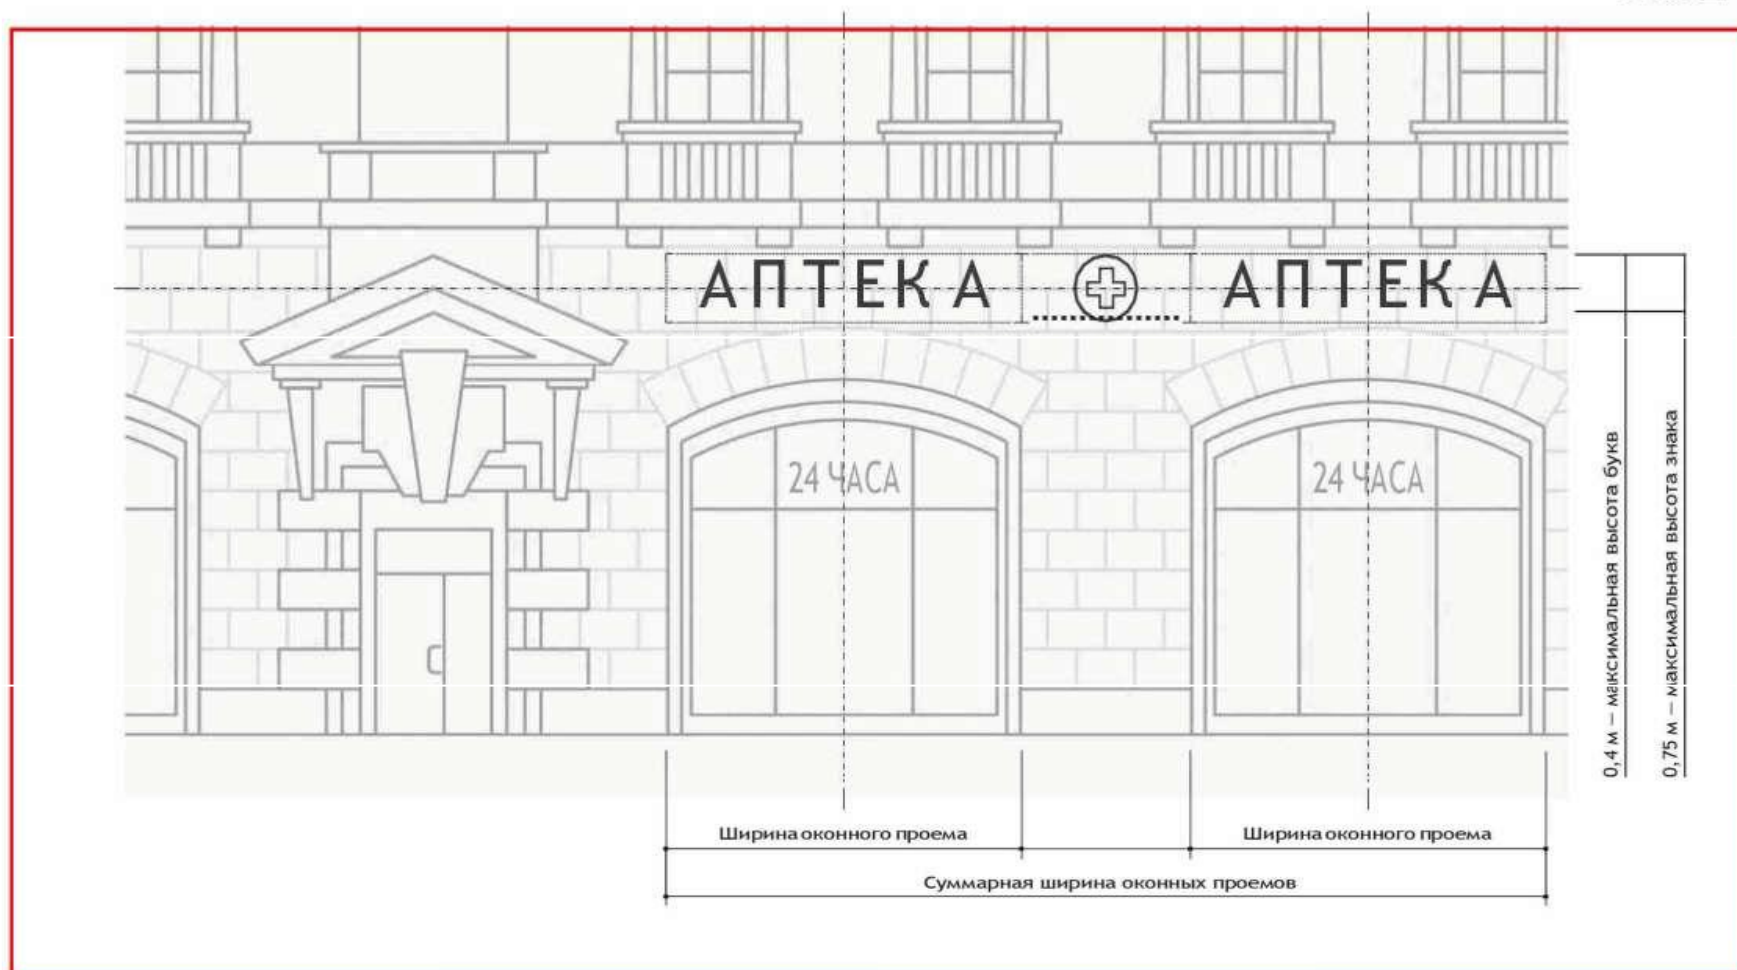 АПТЕКА АПТЕКА
24 ЧАСА 24 ЧАСА
0,4 м — максимальная высота букв
0,75 м — максимальная высота знака
Ширина оконного проема Ширина оконного проема
Суммарная ширина оконных проемов